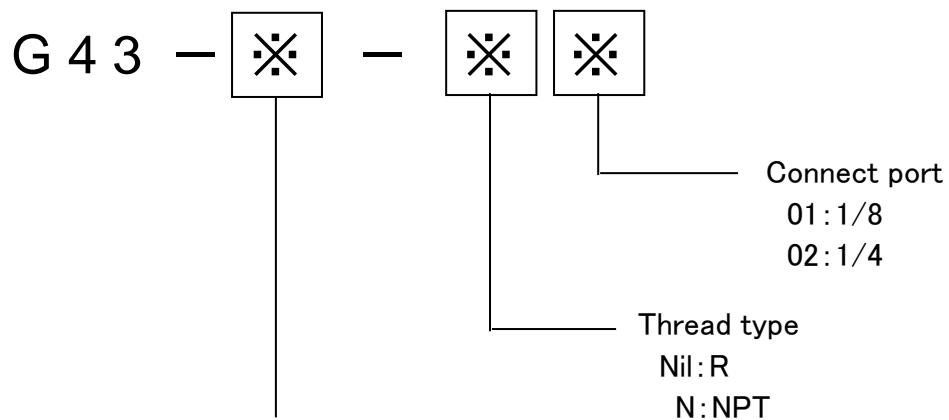 G43-※-※※
Connect port
01:1/8
02:1/4
Thread type
Nil:R
N:NPT